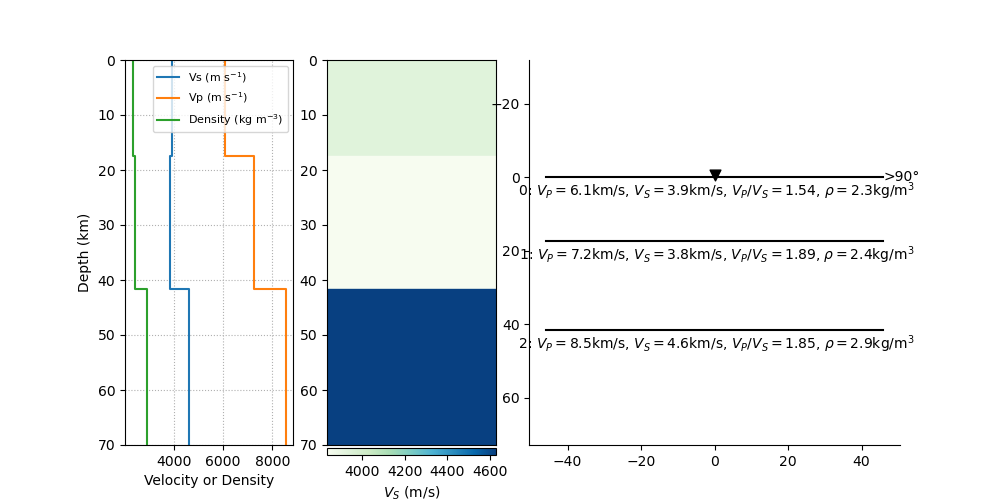 0
10
20
30
40
50
60
70
Depth (km)
4000 6000 8000
Velocity or Density
Vs (m s⁻¹)
Vp (m s⁻¹)
Density (kg m⁻³)
0
10
20
30
40
50
60
70
4000 4200 4400 4600
V_S (m/s)
−20
0
20
40
60
−40 −20 0 20 40
>90°
0: V_P = 6.1km/s, V_S = 3.9km/s, V_P/V_S = 1.54, ρ = 2.3kg/m³
1: V_P = 7.2km/s, V_S = 3.8km/s, V_P/V_S = 1.89, ρ = 2.4kg/m³
2: V_P = 8.5km/s, V_S = 4.6km/s, V_P/V_S = 1.85, ρ = 2.9kg/m³